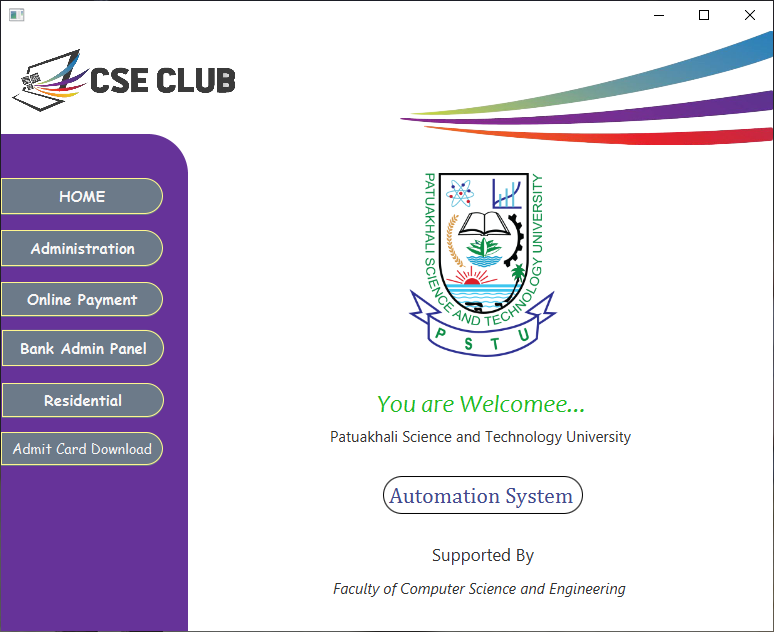 CSE CLUB
HOME
Administration
Online Payment
Bank Admin Panel
Residential
Admit Card Download
PATUAKHALI SCIENCE AND TECHNOLOGY UNIVERSITY
P S T U
You are Welcomee...
Patuakhali Science and Technology University
Automation System
Supported By
Faculty of Computer Science and Engineering